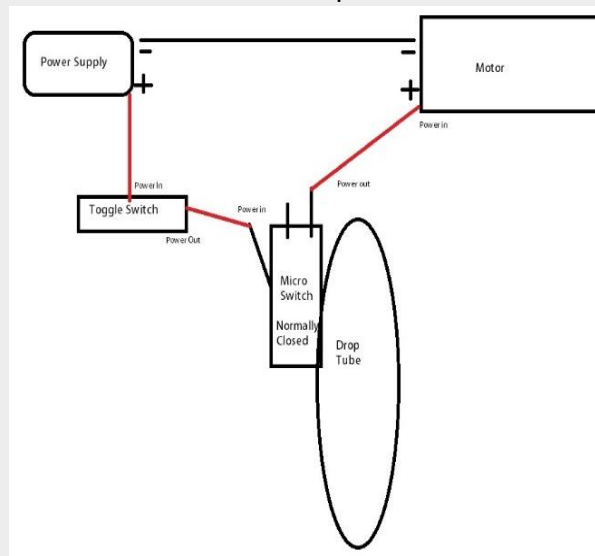 -
-
Power Supply
Motor
+
+
Power in
Power In
Power out
Toggle Switch
Power in
Power Out
Micro
Switch
Normally
Closed
Drop
Tube